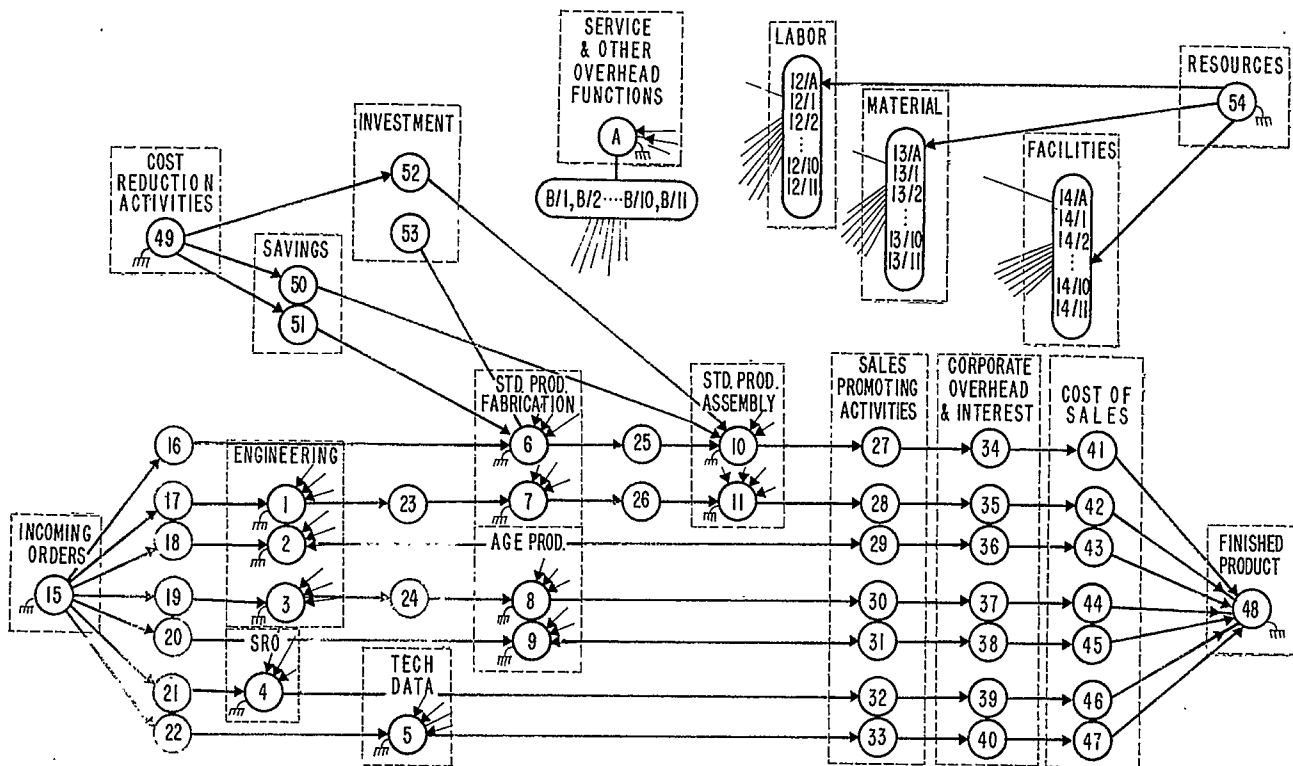 SERVICE
& OTHER
OVERHEAD
FUNCTIONS
A
B/1, B/2 ···· B/10, B/11
LABOR
12/A
12/1
12/2
⋮
12/10
12/11
MATERIAL
13/A
13/1
13/2
⋮
13/10
13/11
FACILITIES
14/A
14/1
14/2
⋮
14/10
14/11
RESOURCES
54
INVESTMENT
52
53
COST
REDUCTION
ACTIVITIES
49
SAVINGS
50
51
STD. PROD.
FABRICATION
6
7
25
26
STD. PROD.
ASSEMBLY
10
11
SALES
PROMOTING
ACTIVITIES
27
28
29
30
31
32
33
CORPORATE
OVERHEAD
& INTEREST
34
35
36
37
38
39
40
COST OF
SALES
41
42
43
44
45
46
47
FINISHED
PRODUCT
48
INCOMING
ORDERS
15
16
17
18
19
20
21
22
ENGINEERING
1
2
3
23
24
AGE PROD.
8
9
SRO
4
TECH
DATA
5